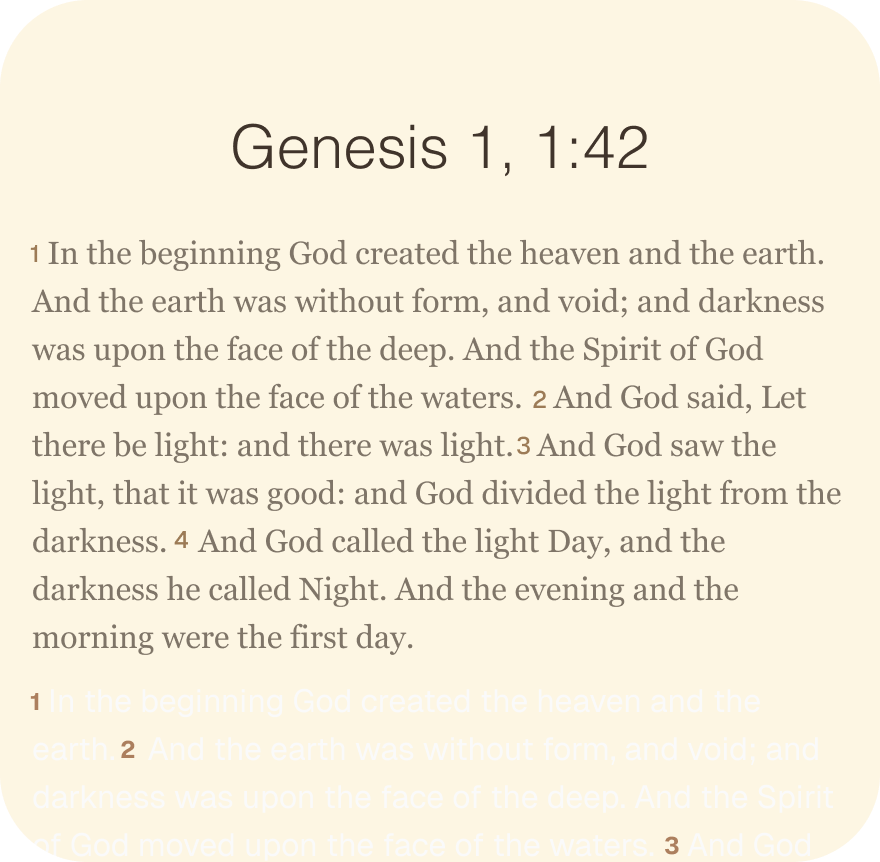 Genesis 1, 1:42
1 In the beginning God created the heaven and the earth.
And the earth was without form, and void; and darkness
was upon the face of the deep. And the Spirit of God
moved upon the face of the waters. 2 And God said, Let
there be light: and there was light.3 And God saw the
light, that it was good: and God divided the light from the
darkness. 4 And God called the light Day, and the
darkness he called Night. And the evening and the
morning were the first day.
1 In the beginning God created the heaven and the
earth. 2 And the earth was without form, and void; and
darkness was upon the face of the deep. And the Spirit
of God moved upon the face of the waters. 3 And God